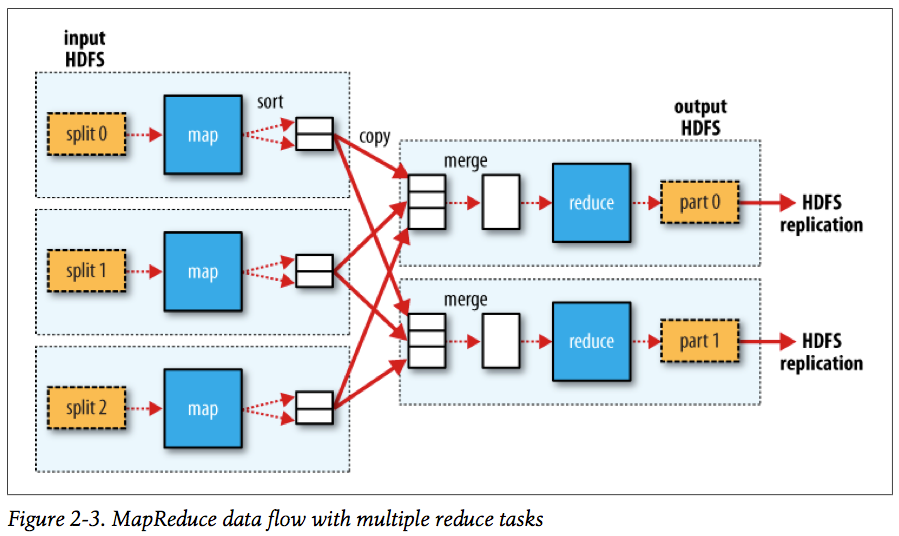 input
HDFS
split 0
map
sort
copy
split 1
map
split 2
map
output
HDFS
merge
reduce
part 0
HDFS
replication
merge
reduce
part 1
HDFS
replication
Figure 2-3. MapReduce data flow with multiple reduce tasks